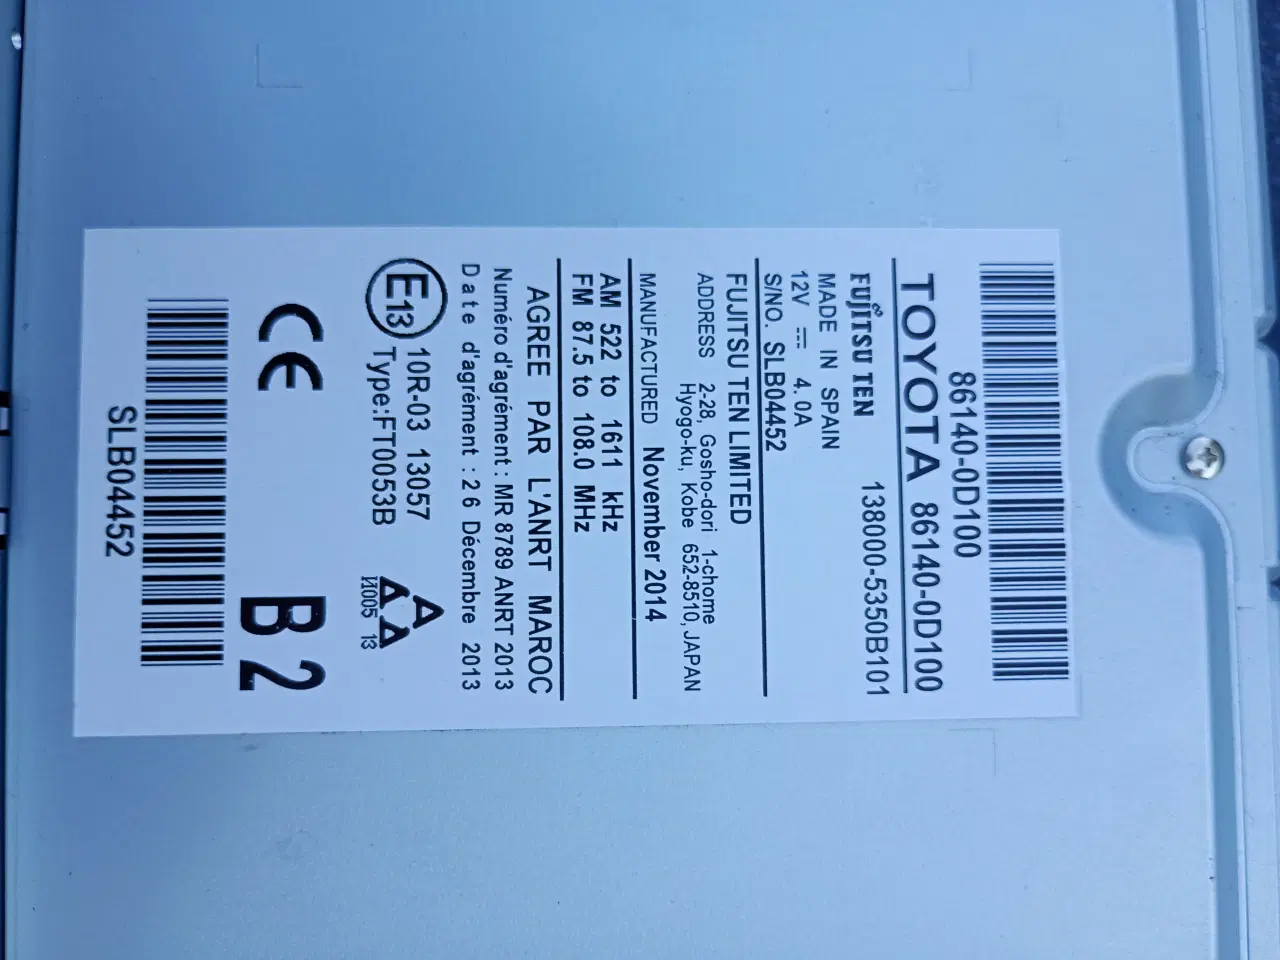 86140-0D100
TOYOTA 86140-0D100
FUJITSU TEN 138000-5350B101
MADE IN SPAIN
12V ⎓ 4.0A
S/NO. SLB04452
FUJITSU TEN LIMITED
ADDRESS 2-28, Gosho-dori 1-chome
Hyogo-ku, Kobe 652-8510, JAPAN
MANUFACTURED November 2014
AM 522 to 1611 kHz
FM 87.5 to 108.0 MHz
AGREE PAR L'ANRT MAROC
Numéro d'agrément : MR 8789 ANRT 2013
Date d'agrément : 26 Décembre 2013
E13 10R-03 13057
Type:FT0053B
И005 13
CE B2
SLB04452